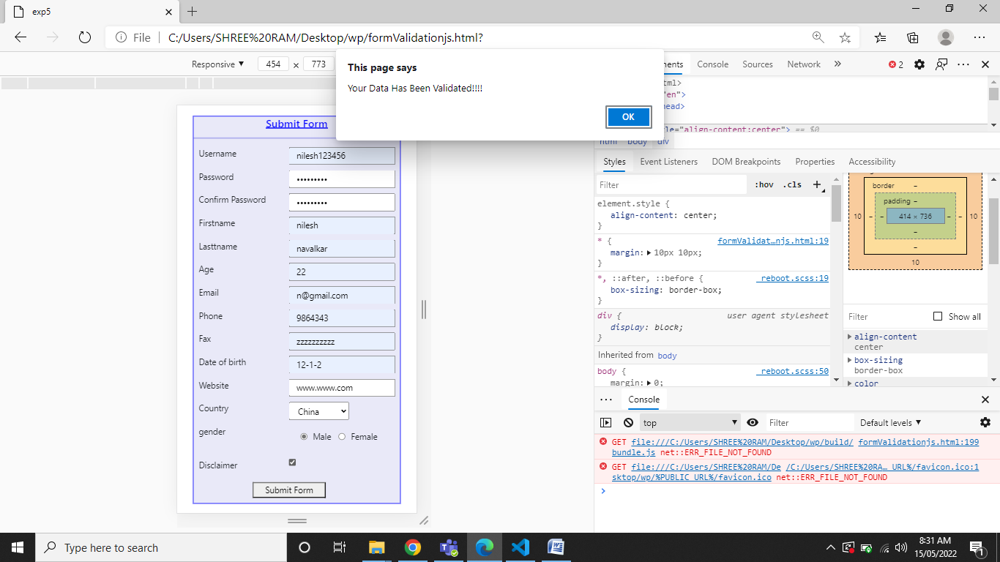 exp5
File | C:/Users/SHREE%20RAM/Desktop/wp/formValidationjs.html?
Responsive ▼ 454 × 773
ments Console Sources Network » 2
This page says
Your Data Has Been Validated!!!!
OK
tml>
"en">
head>
le="align-content:center"> == $0
html body div
Submit Form
Username nilesh123456
Password •••••••••
Confirm Password •••••••••
Firstname nilesh
Lasttname navalkar
Age 22
Email n@gmail.com
Phone 9864343
Fax zzzzzzzzzz
Date of birth 12-1-2
Website www.www.com
Country China
gender Male Female
Disclaimer
Submit Form
Styles Event Listeners DOM Breakpoints Properties Accessibility
Filter :hov .cls +
element.style {
align-content: center;
}
* { formValidat…njs.html:19
margin: 10px 10px;
}
*, ::after, ::before { _reboot.scss:19
box-sizing: border-box;
}
div { user agent stylesheet
display: block;
}
Inherited from body
body { _reboot.scss:50
margin: 0;
border –
padding –
10 – – 414 × 736 – – 10
–
–
10
Filter Show all
align-content
center
box-sizing
border-box
color
Console
top ▼ Filter Default levels ▼
GET file:///C:/Users/SHREE%20RAM/Desktop/wp/build/ formValidationjs.html:199
bundle.js net::ERR_FILE_NOT_FOUND
GET file:///C:/Users/SHREE%20RAM/De /C:/Users/SHREE%20RA…_URL%/favicon.ico:1
sktop/wp/%PUBLIC_URL%/favicon.ico net::ERR_FILE_NOT_FOUND
Type here to search
8:31 AM
15/05/2022
1